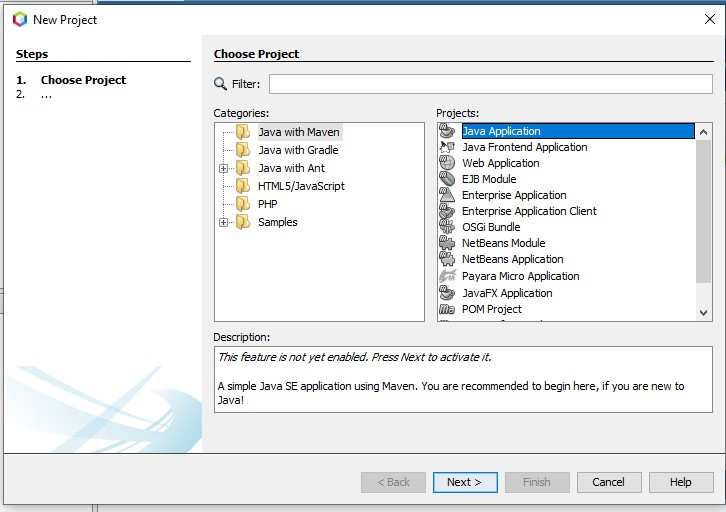 New Project
Steps
1. Choose Project
2. ...
Choose Project
Filter:
Categories:
Java with Maven
Java with Gradle
Java with Ant
HTML5/JavaScript
PHP
Samples
Projects:
Java Application
Java Frontend Application
Web Application
EJB Module
Enterprise Application
Enterprise Application Client
OSGi Bundle
NetBeans Module
NetBeans Application
Payara Micro Application
JavaFX Application
POM Project
Description:
This feature is not yet enabled. Press Next to activate it.
A simple Java SE application using Maven. You are recommended to begin here, if you are new to
Java!
< Back
Next >
Finish
Cancel
Help